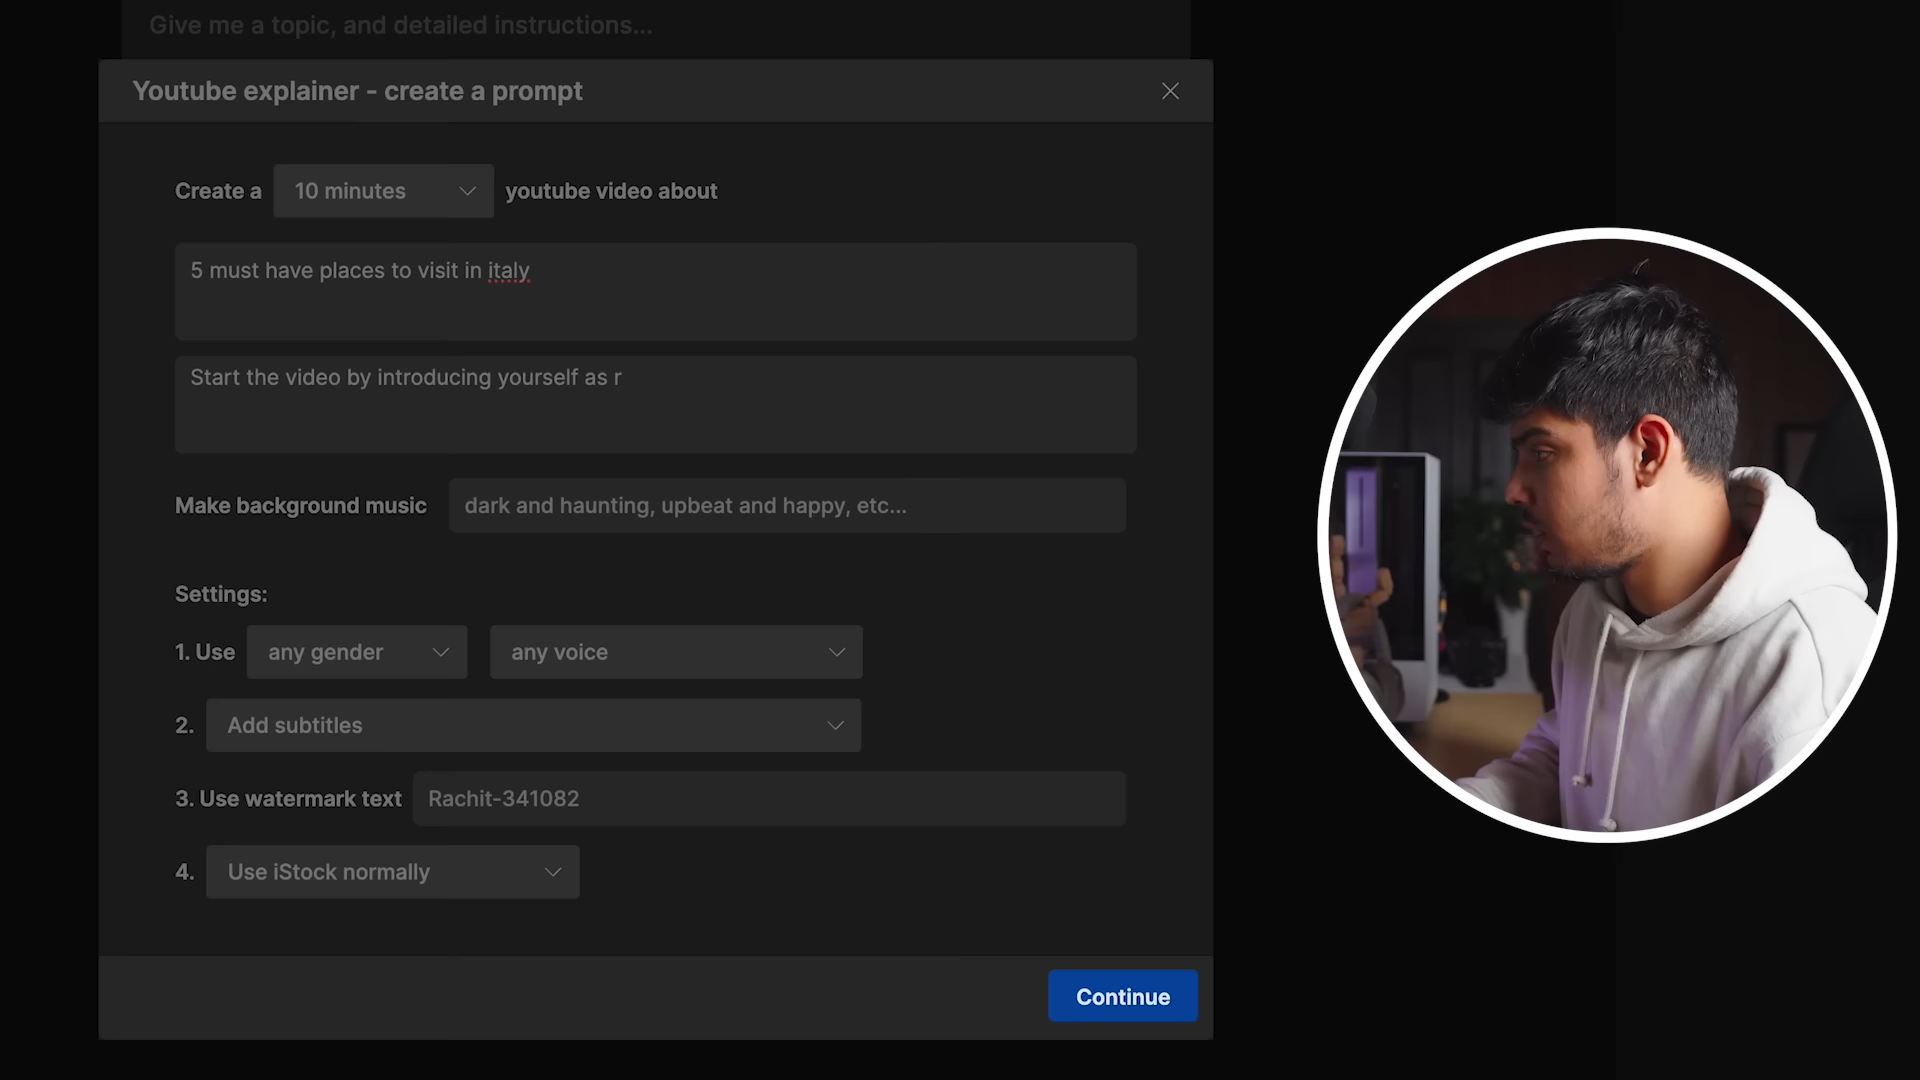 Give me a topic, and detailed instructions...
Youtube explainer - create a prompt
Create a 10 minutes youtube video about
5 must have places to visit in italy
Start the video by introducing yourself as r
Make background music dark and haunting, upbeat and happy, etc...
Settings:
1. Use any gender any voice
2. Add subtitles
3. Use watermark text Rachit-341082
4. Use iStock normally
Continue